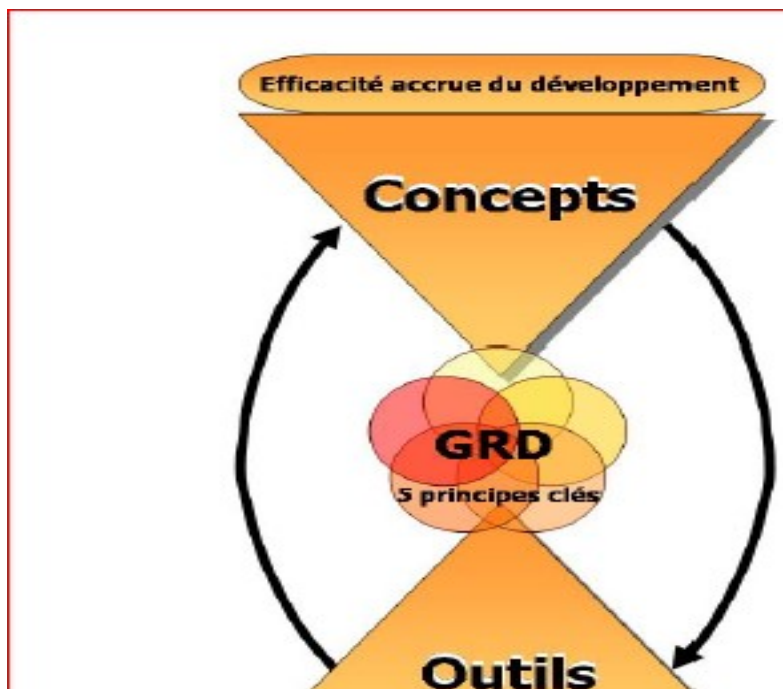 Efficacité accrue du développement
Concepts
GRD
5 principes clés
Outils